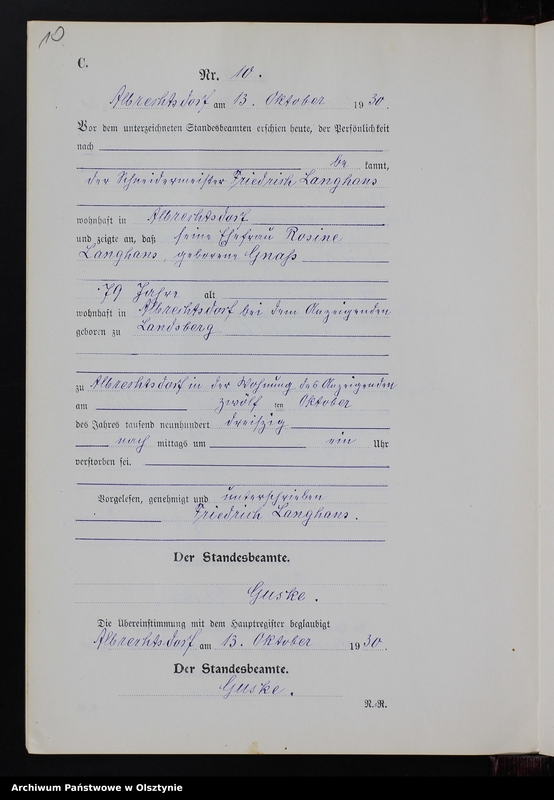 10
C.
Nr. 10.
Albrechtsdorf am 13. Oktober 1930.
Vor dem unterzeichneten Standesbeamten erschien heute, der Persönlichkeit
nach
be kannt,
der Schneidermeister Friedrich Langhans
wohnhaft in Albrechtsdorf
und zeigte an, daß seine Ehefrau Rosine
Langhans, geborene Gnaß
79 Jahre alt
wohnhaft in Albrechtsdorf bei dem Anzeigenden
geboren zu Landsberg
zu Albrechtsdorf in der Wohnung des Anzeigenden
am zwölf ten Oktober
des Jahres tausend neunhundert dreiszig
nach mittags um ein Uhr
verstorben sei.
Vorgelesen, genehmigt und unterschrieben
Friedrich Langhans.
Der Standesbeamte.
Guske.
Die Übereinstimmung mit dem Hauptregister beglaubigt
Albrechtsdorf am 13. Oktober 1930.
Der Standesbeamte.
Guske.
N.-R.
Archiwum Państwowe w Olsztynie